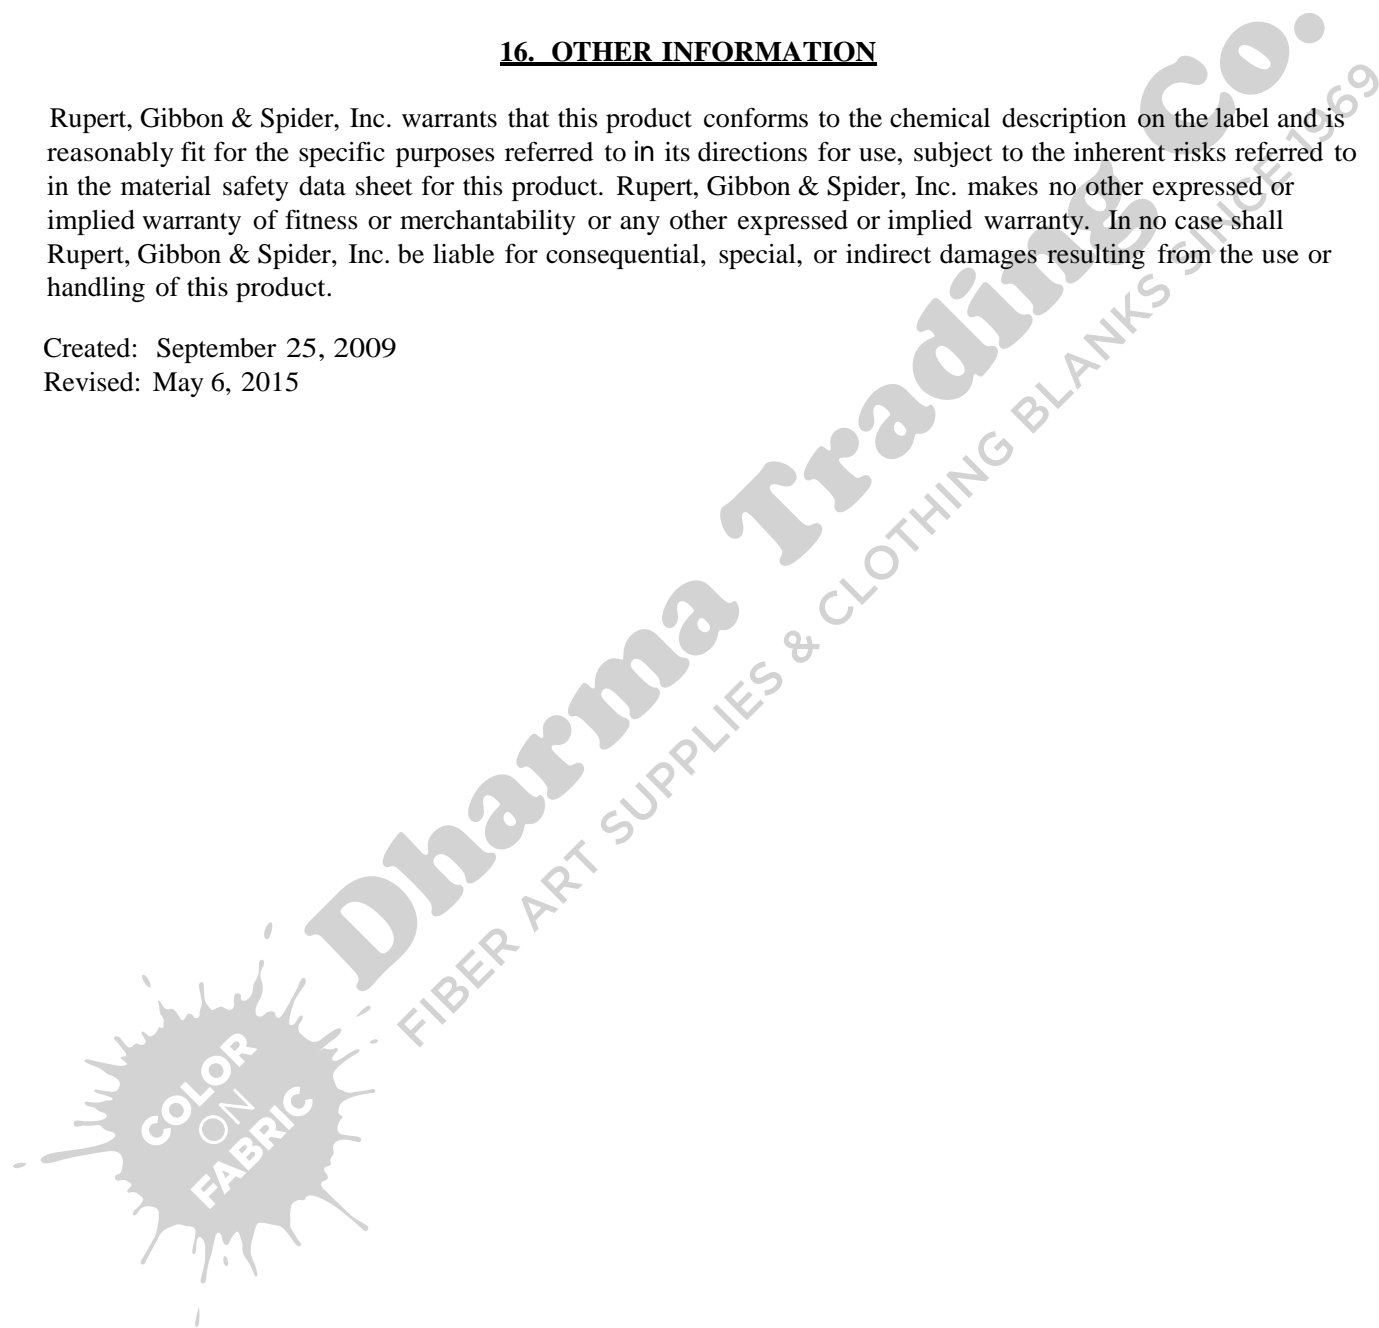 16. OTHER INFORMATION
Rupert, Gibbon & Spider, Inc. warrants that this product conforms to the chemical description on the label and is
reasonably fit for the specific purposes referred to in its directions for use, subject to the inherent risks referred to
in the material safety data sheet for this product. Rupert, Gibbon & Spider, Inc. makes no other expressed or
implied warranty of fitness or merchantability or any other expressed or implied warranty. In no case shall
Rupert, Gibbon & Spider, Inc. be liable for consequential, special, or indirect damages resulting from the use or
handling of this product.
Created: September 25, 2009
Revised: May 6, 2015
Dharma Trading Co.
FIBER ART SUPPLIES & CLOTHING BLANKS SINCE 1969
COLOR
ON
FABRIC